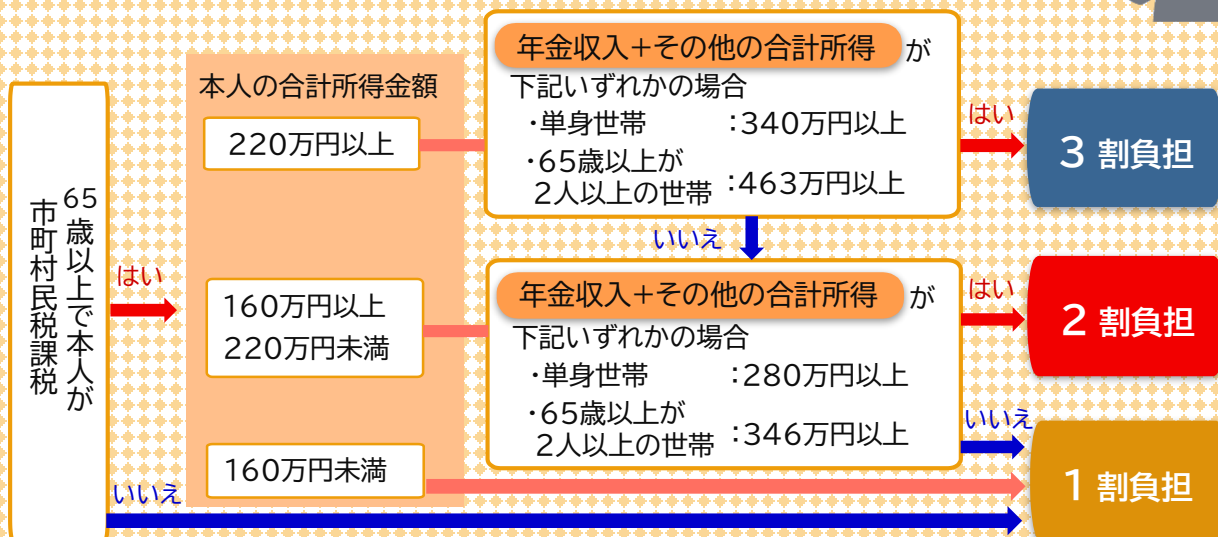 65歳以上で本人が
市町村民税課税
はい
いいえ
本人の合計所得金額
220万円以上
160万円以上
220万円未満
160万円未満
年金収入+その他の合計所得 が
下記いずれかの場合
・単身世帯 :340万円以上
・65歳以上が
2人以上の世帯 :463万円以上
はい
3 割負担
いいえ
年金収入+その他の合計所得 が
下記いずれかの場合
・単身世帯 :280万円以上
・65歳以上が
2人以上の世帯 :346万円以上
はい
2 割負担
いいえ
1 割負担